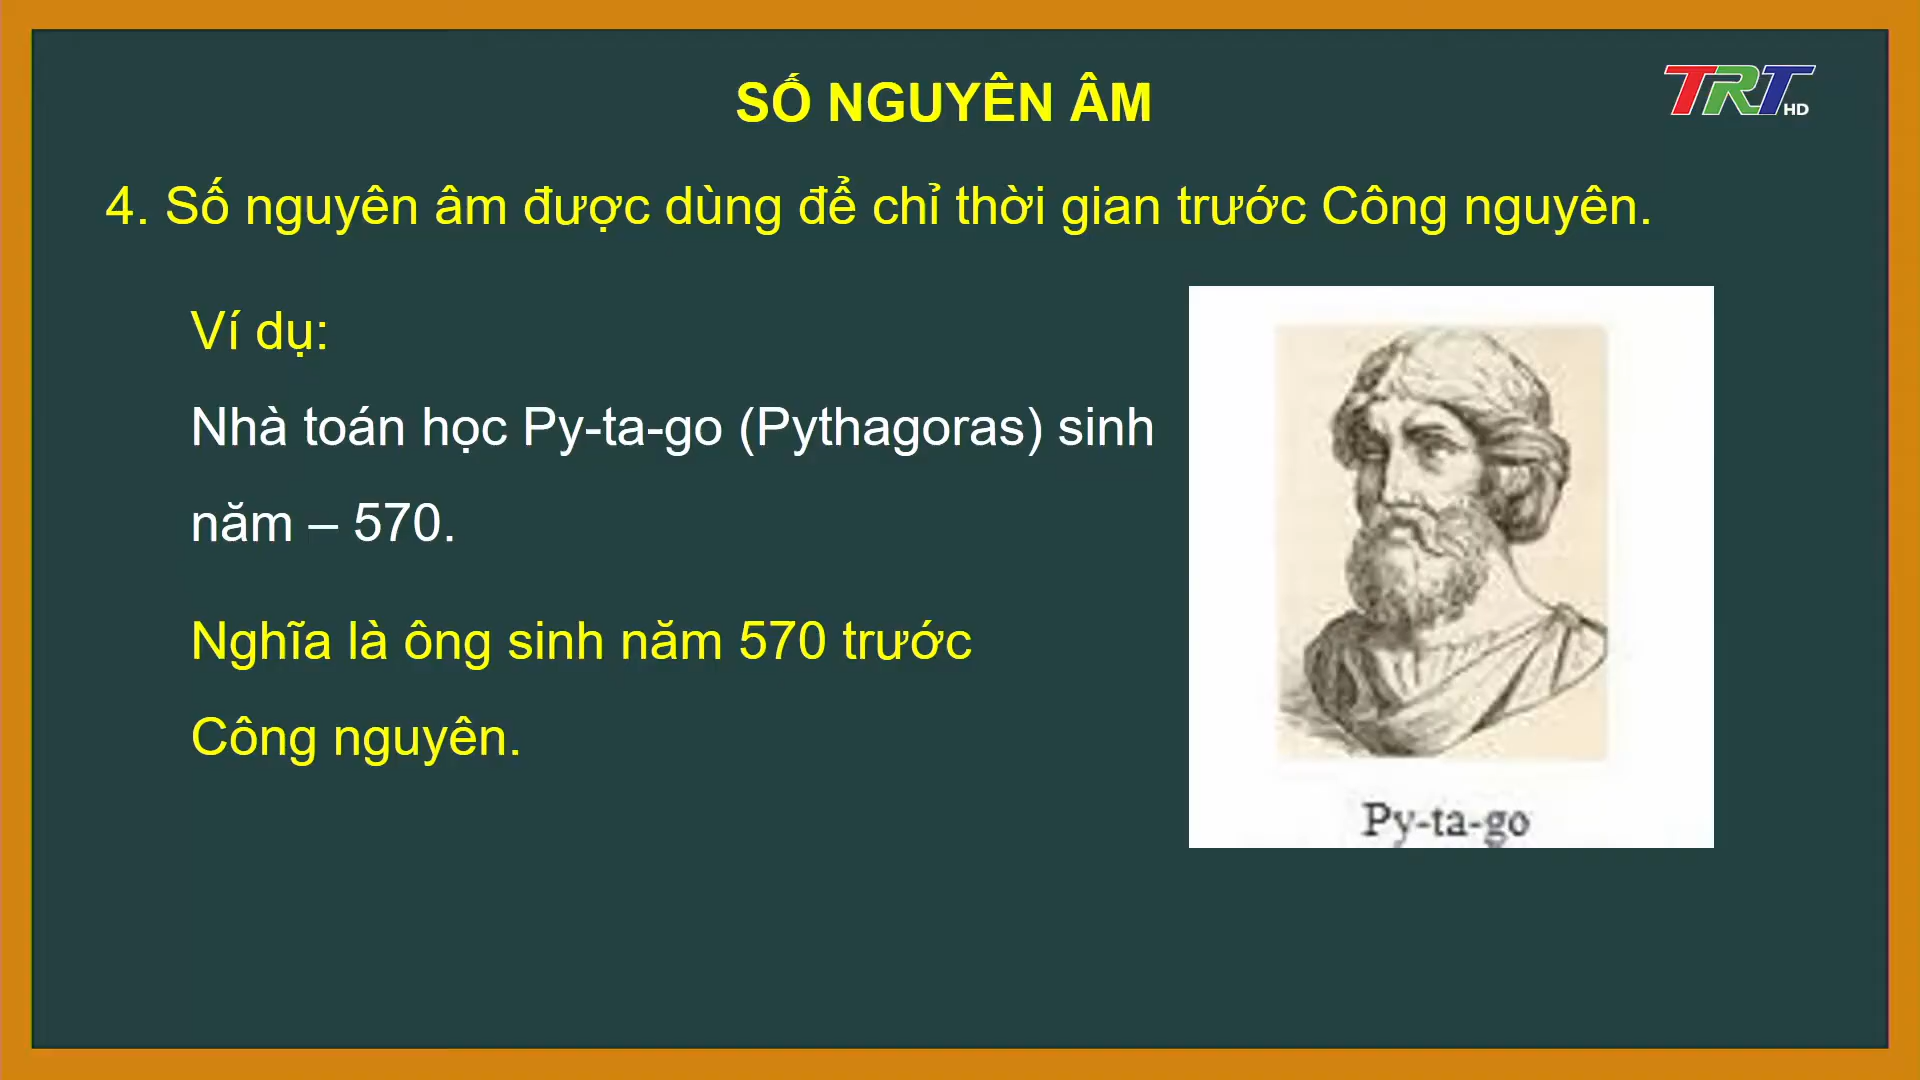 SỐ NGUYÊN ÂM
TRT HD
4. Số nguyên âm được dùng để chỉ thời gian trước Công nguyên.
Ví dụ:
Nhà toán học Py-ta-go (Pythagoras) sinh
năm – 570.
Nghĩa là ông sinh năm 570 trước
Công nguyên.
Py-ta-go